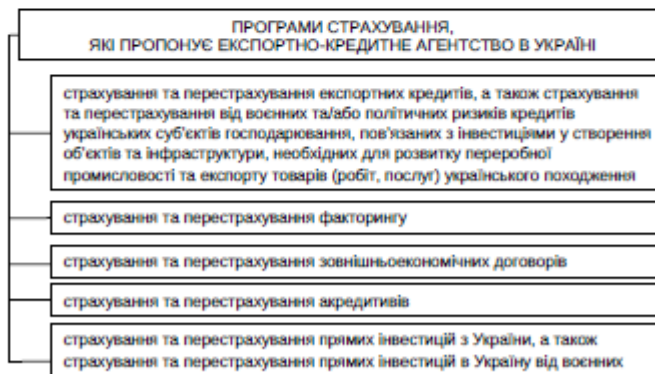 ПРОГРАМИ СТРАХУВАННЯ,
ЯКІ ПРОПОНУЄ ЕКСПОРТНО-КРЕДИТНЕ АГЕНТСТВО В УКРАЇНІ
страхування та перестрахування експортних кредитів, а також страхування
та перестрахування від воєнних та/або політичних ризиків кредитів
українських суб'єктів господарювання, пов'язаних з інвестиціями у створення
об'єктів та інфраструктури, необхідних для розвитку переробної
промисловості та експорту товарів (робіт, послуг) українського походження
страхування та перестрахування факторингу
страхування та перестрахування зовнішньоекономічних договорів
страхування та перестрахування акредитивів
страхування та перестрахування прямих інвестицій з України, а також
страхування та перестрахування прямих інвестицій в Україну від воєнних